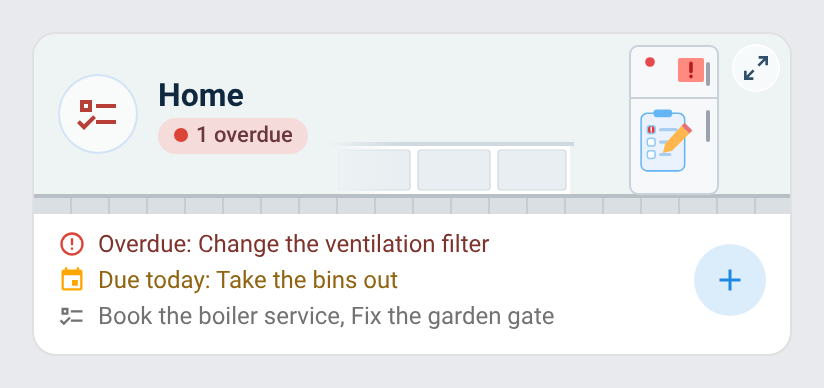 Home
1 overdue
Overdue: Change the ventilation filter
Due today: Take the bins out
Book the boiler service, Fix the garden gate